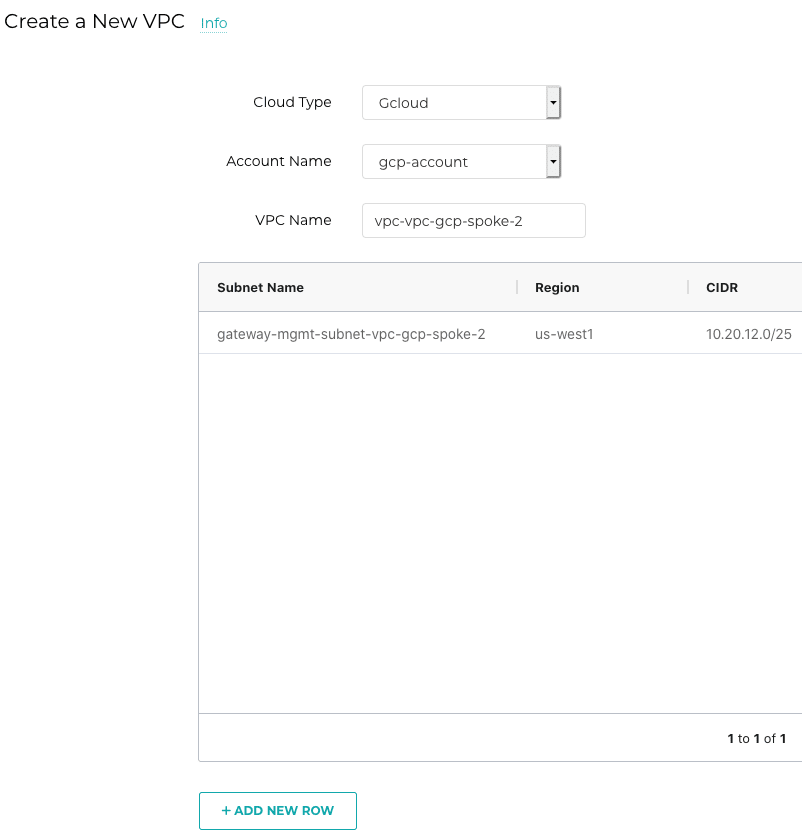 Create a New VPC Info
Cloud Type Gcloud
Account Name gcp-account
VPC Name vpc-vpc-gcp-spoke-2
Subnet Name Region CIDR
gateway-mgmt-subnet-vpc-gcp-spoke-2 us-west1 10.20.12.0/25
1 to 1 of 1
+ ADD NEW ROW